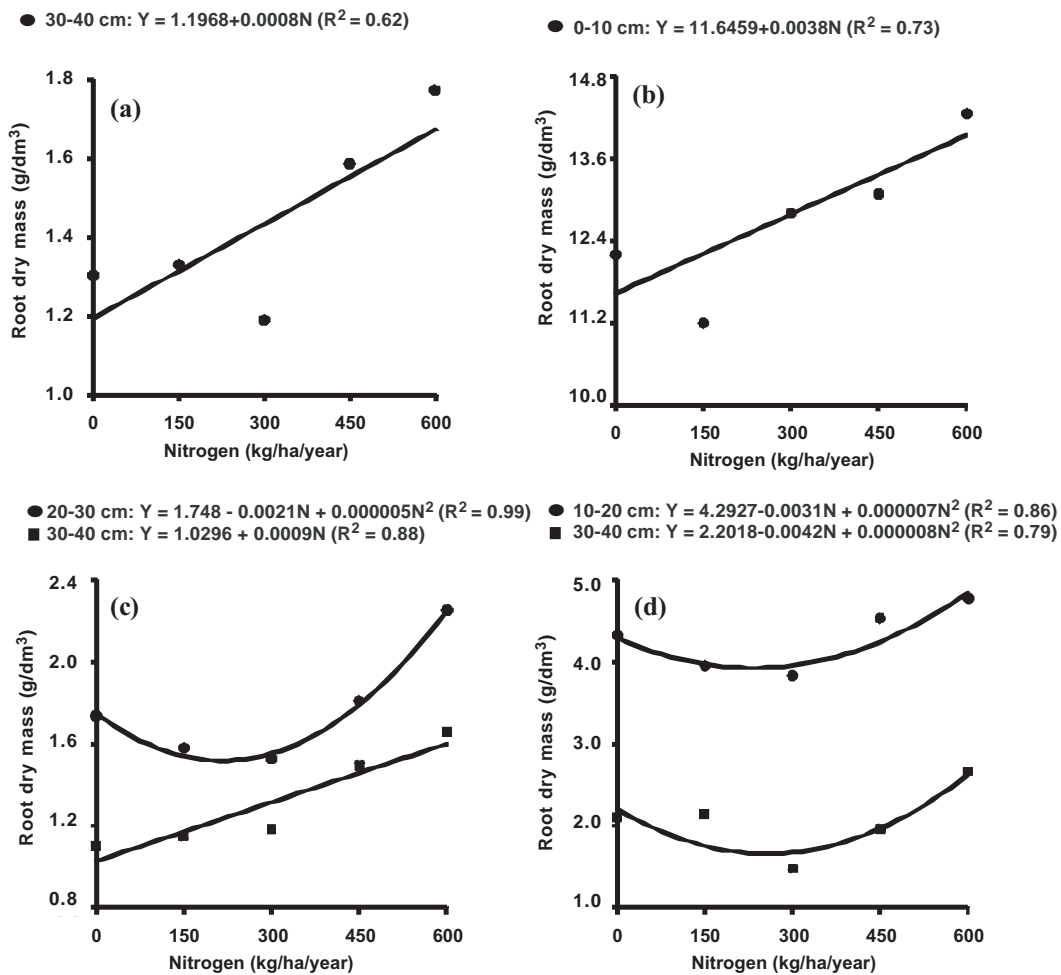 ● 30-40 cm: Y = 1.1968+0.0008N (R² = 0.62)
1.8
1.6
1.4
1.2
1.0
(a)
Root dry mass (g/dm³)
0 150 300 450 600
Nitrogen (kg/ha/year)
● 0-10 cm: Y = 11.6459+0.0038N (R² = 0.73)
14.8
13.6
12.4
11.2
10.0
(b)
Root dry mass (g/dm³)
0 150 300 450 600
Nitrogen (kg/ha/year)
● 20-30 cm: Y = 1.748 - 0.0021N + 0.000005N² (R² = 0.99)
■ 30-40 cm: Y = 1.0296 + 0.0009N (R² = 0.88)
2.4
2.0
1.6
1.2
0.8
(c)
Root dry mass (g/dm³)
0 150 300 450 600
Nitrogen (kg/ha/year)
● 10-20 cm: Y = 4.2927-0.0031N + 0.000007N² (R² = 0.86)
■ 30-40 cm: Y = 2.2018-0.0042N + 0.000008N² (R² = 0.79)
5.0
4.0
3.0
2.0
1.0
(d)
Root dry mass (g/dm³)
0 150 300 450 600
Nitrogen (kg/ha/year)